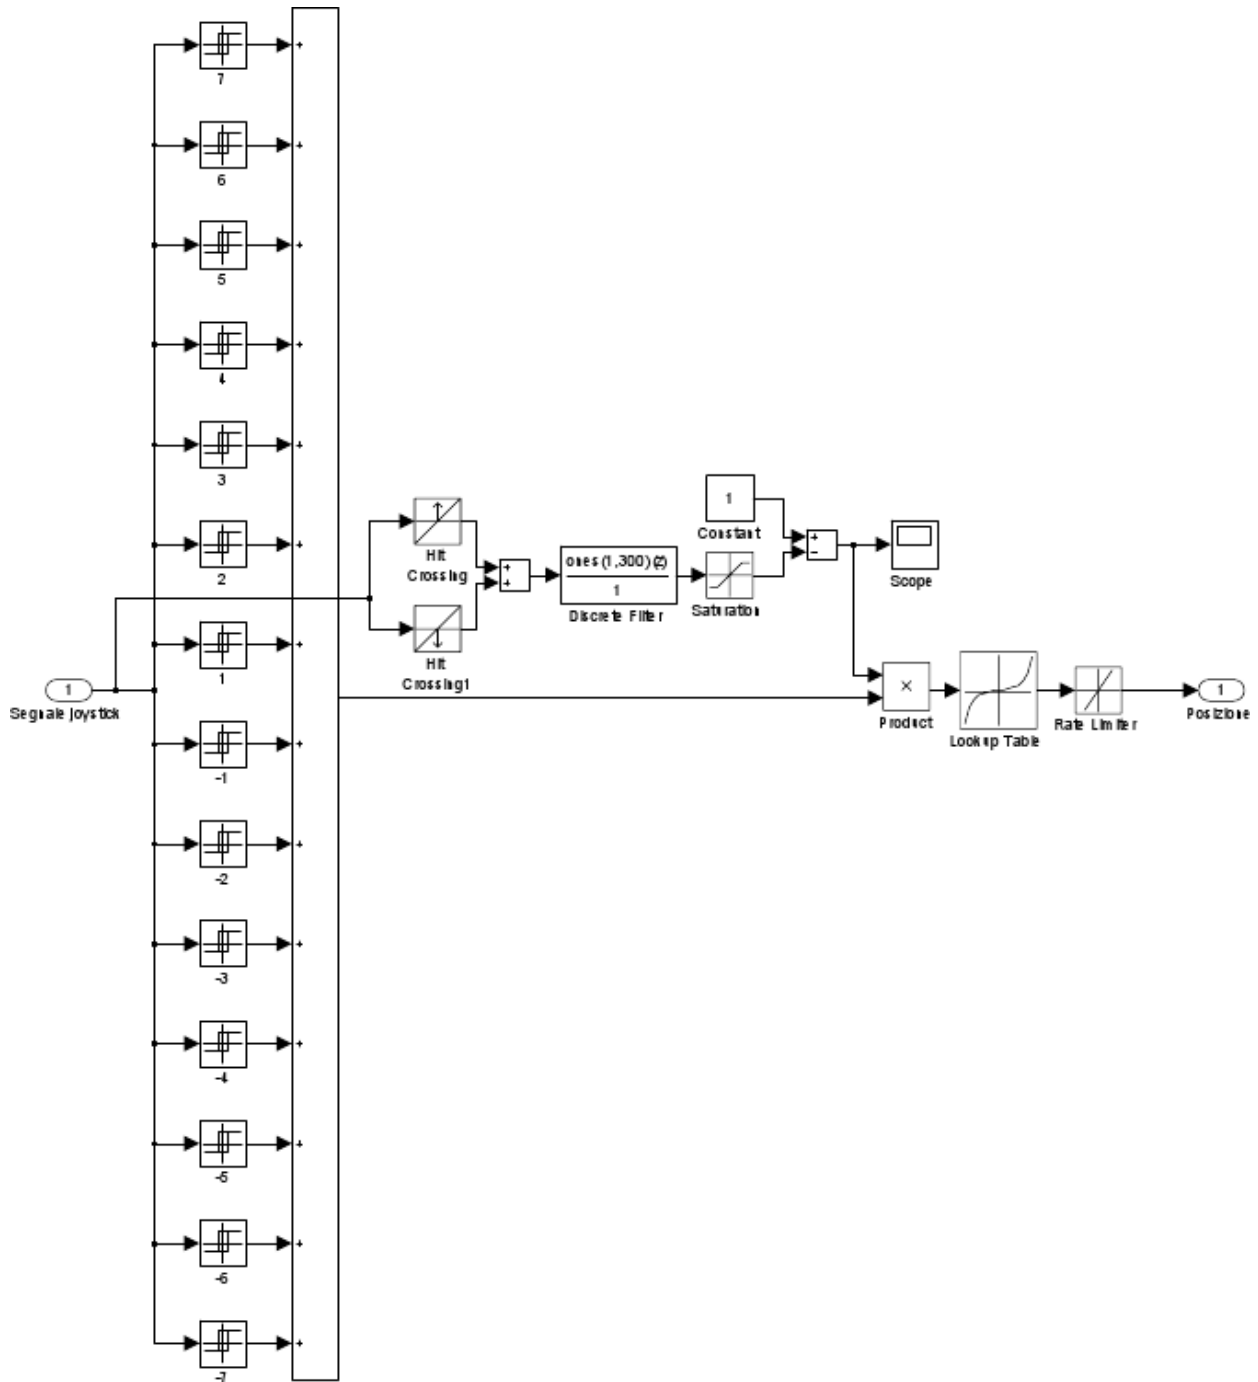 7
+
6
+
5
+
4
+
3
+
2
+
1
+
-1
+
-2
+
-3
+
-4
+
-5
+
-6
+
-7
+
1
Segnale joystick
Hit
Crossing
Hit
Crossing1
+
+
ones(1,300)(z)
1
Discrete Filter
Saturation
1
Constant
+
−
Scope
×
Product
Lookup Table
Rate Limiter
1
Posizione